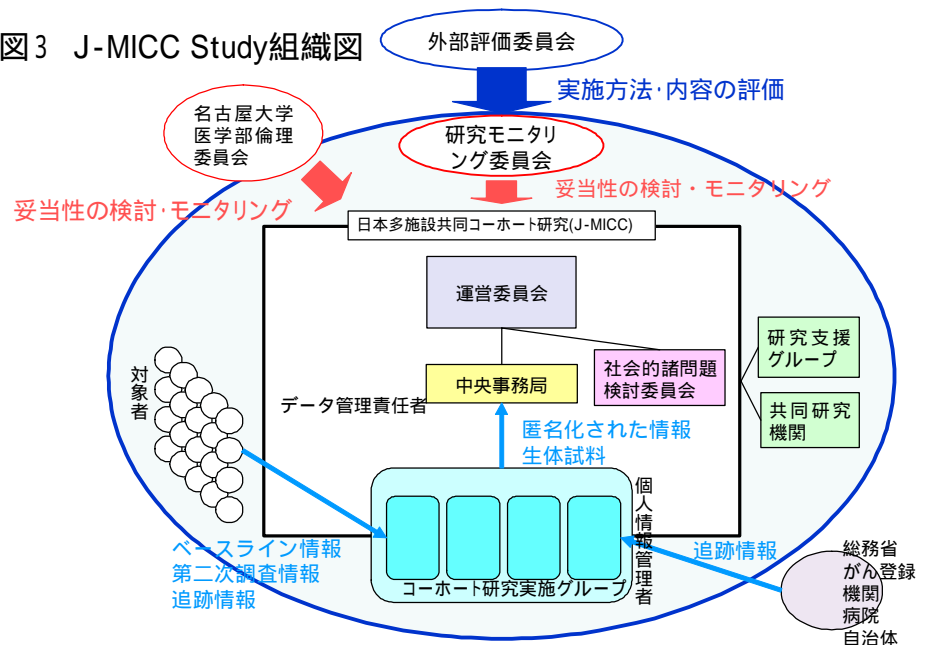 図3 J-MICC Study組織図
外部評価委員会
実施方法・内容の評価
名古屋大学
医学部倫理
委員会
研究モニタリ
ング委員会
妥当性の検討・モニタリング
妥当性の検討・モニタリング
日本多施設共同コーホート研究(J-MICC)
運営委員会
研究支援
グループ
社会的諸問題
検討委員会
中央事務局
データ管理責任者
共同研究
機関
対象者
匿名化された情報
生体試料
個人情報管理者
ベースライン情報
第二次調査情報
追跡情報
コーホート研究実施グループ
追跡情報
総務省
がん登録
機関
病院
自治体